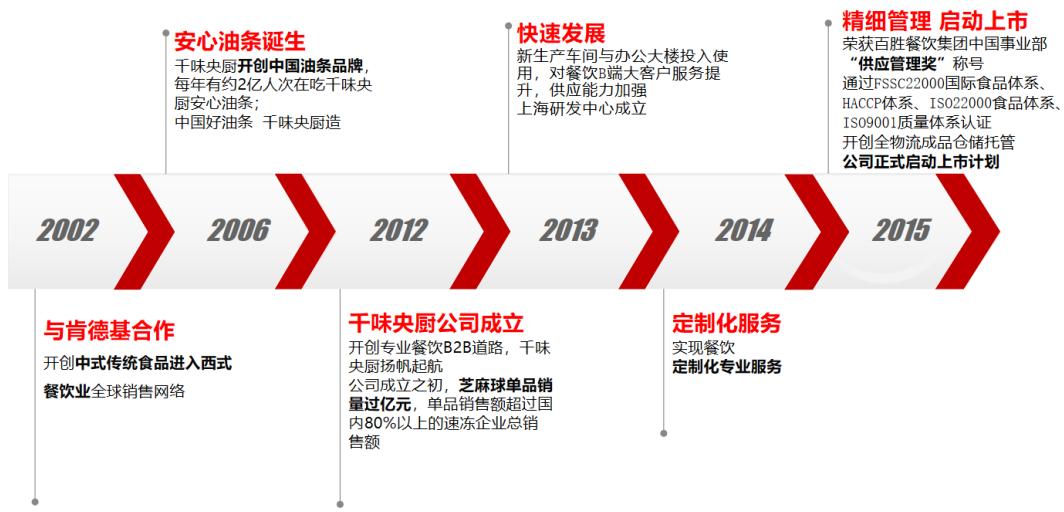 安心油条诞生
千味央厨开创中国油条品牌，
每年有约2亿人次在吃千味央
厨安心油条；
中国好油条 千味央厨造
快速发展
新生产车间与办公大楼投入使
用，对餐饮B端大客户服务提
升，供应能力加强
上海研发中心成立
精细管理 启动上市
荣获百胜餐饮集团中国事业部
“供应管理奖”称号
通过FSSC22000国际食品体系、
HACCP体系、ISO22000食品体系、
ISO9001质量体系认证
开创全物流成品仓储托管
公司正式启动上市计划
2002
2006
2012
2013
2014
2015
与肯德基合作
开创中式传统食品进入西式
餐饮业全球销售网络
千味央厨公司成立
开创专业餐饮B2B道路，千味
央厨扬帆起航
公司成立之初，芝麻球单品销
量过亿元，单品销售额超过国
内80%以上的速冻企业总销
售额
定制化服务
实现餐饮
定制化专业服务